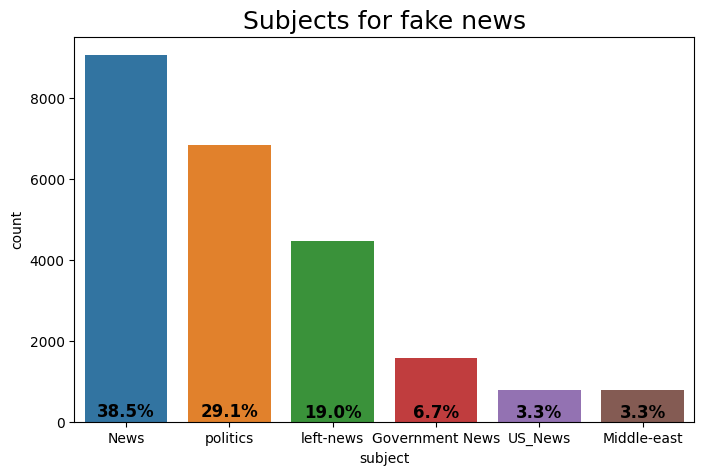 Subjects for fake news
count
8000
6000
4000
2000
0
38.5% 29.1% 19.0% 6.7% 3.3% 3.3%
News politics left-news Government News US_News Middle-east
subject